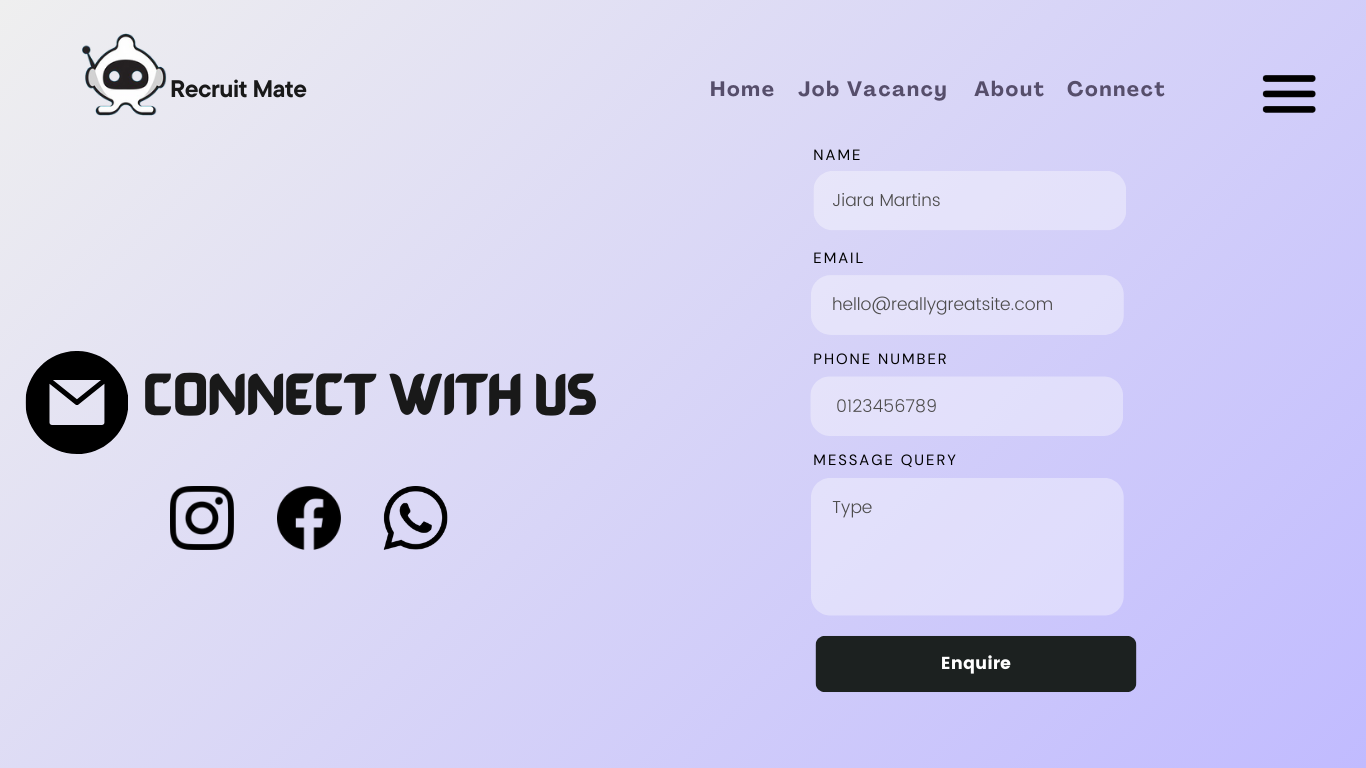 Recruit Mate
Home Job Vacancy About Connect
NAME
Jiara Martins
EMAIL
hello@reallygreatsite.com
PHONE NUMBER
0123456789
MESSAGE QUERY
Type
Enquire
CONNECT WITH US